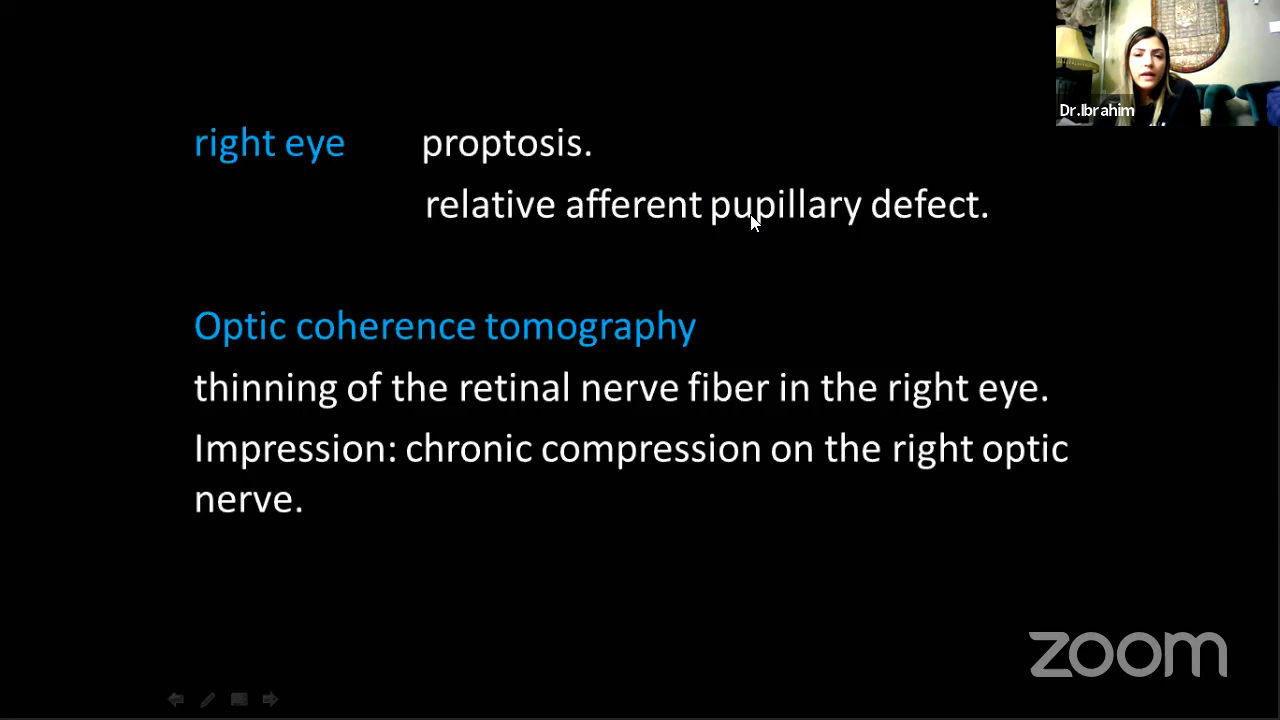 Dr.Ibrahim
right eye proptosis.
relative afferent pupillary defect.
Optic coherence tomography
thinning of the retinal nerve fiber in the right eye.
Impression: chronic compression on the right optic
nerve.
zoom